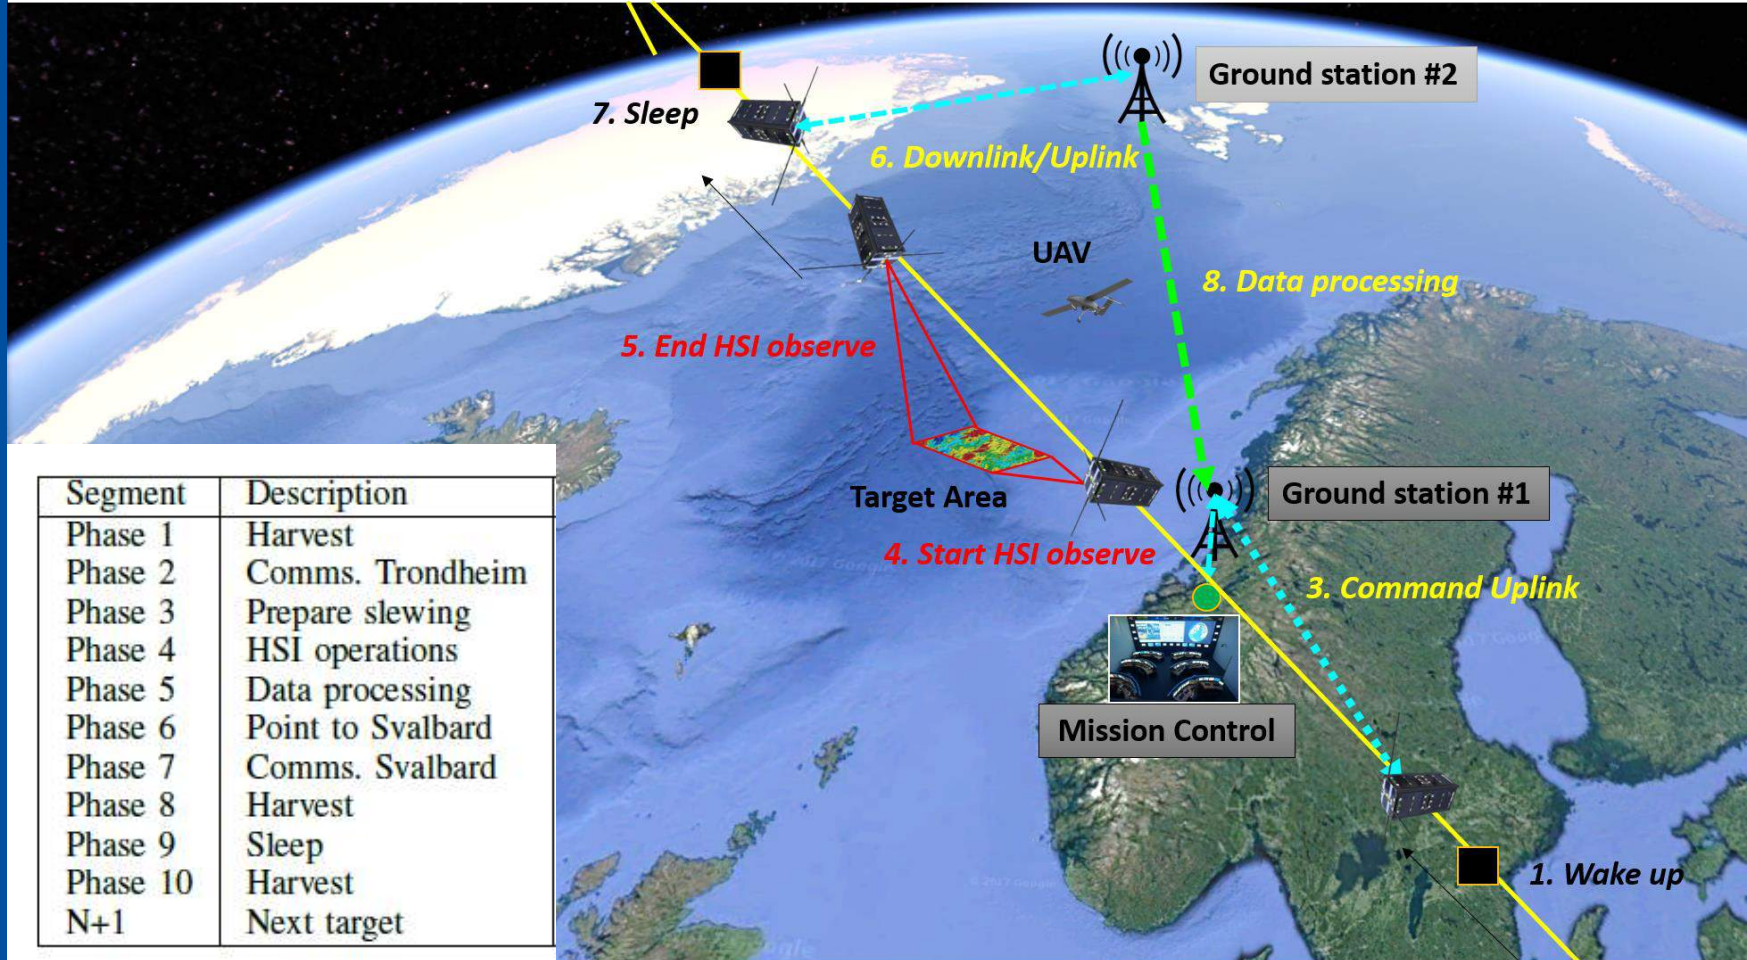 Ground station #2
7. Sleep
6. Downlink/Uplink
UAV
8. Data processing
5. End HSI observe
Target Area
Ground station #1
4. Start HSI observe
3. Command Uplink
Mission Control
1. Wake up
Segment Description
Phase 1 Harvest
Phase 2 Comms. Trondheim
Phase 3 Prepare slewing
Phase 4 HSI operations
Phase 5 Data processing
Phase 6 Point to Svalbard
Phase 7 Comms. Svalbard
Phase 8 Harvest
Phase 9 Sleep
Phase 10 Harvest
N+1 Next target